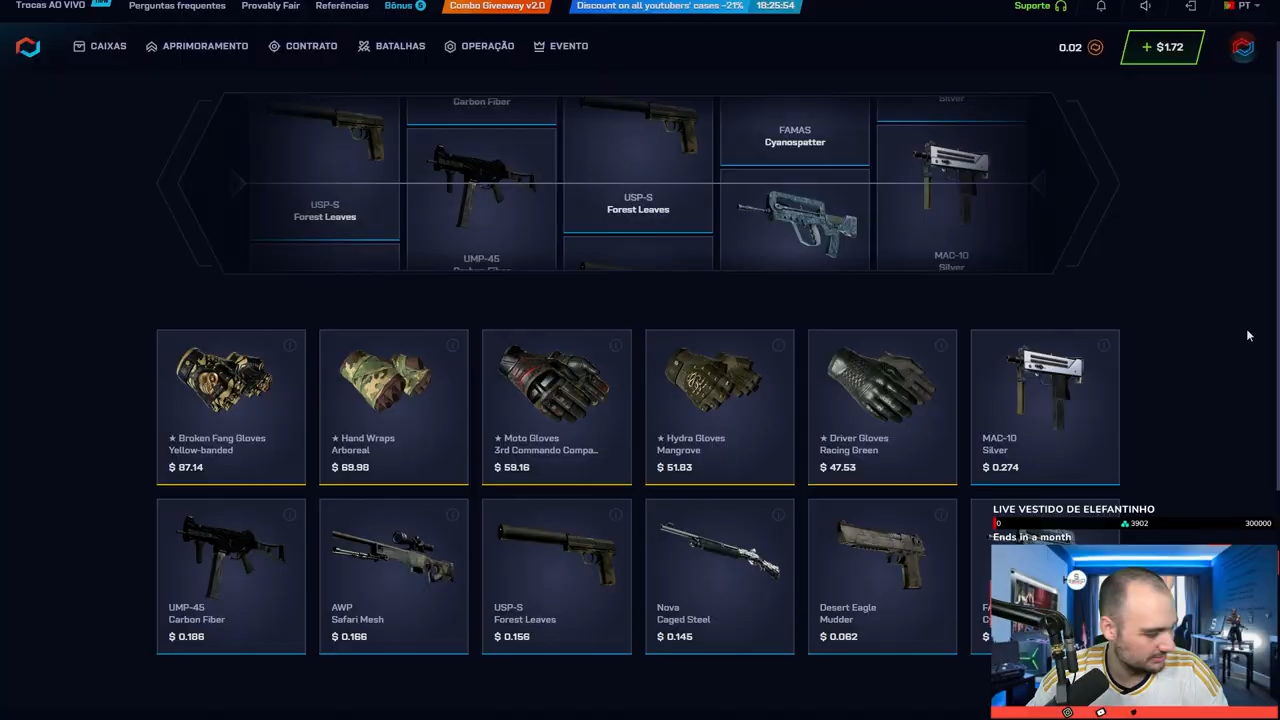 Trocas AO VIVO
Perguntas frequentes
Provably Fair
Referências
Bônus
Combo Giveaway v2.0
Discount on all youtubers' cases −21%
18:25:54
Suporte
PT
CAIXAS
APRIMORAMENTO
CONTRATO
BATALHAS
OPERAÇÃO
EVENTO
0.02
+ $1.72
Carbon Fiber
Silver
FAMAS
Cyanospatter
USP-S
Forest Leaves
USP-S
Forest Leaves
UMP-45
Carbon Fiber
MAC-10
Silver
★ Broken Fang Gloves
Yellow-banded
$ 87.14
★ Hand Wraps
Arboreal
$ 69.98
★ Moto Gloves
3rd Commando Compa...
$ 59.16
★ Hydra Gloves
Mangrove
$ 51.83
★ Driver Gloves
Racing Green
$ 47.53
MAC-10
Silver
$ 0.274
UMP-45
Carbon Fiber
$ 0.186
AWP
Safari Mesh
$ 0.166
USP-S
Forest Leaves
$ 0.156
Nova
Caged Steel
$ 0.145
Desert Eagle
Mudder
$ 0.062
LIVE VESTIDO DE ELEFANTINHO
0
3902
300000
Ends in a month